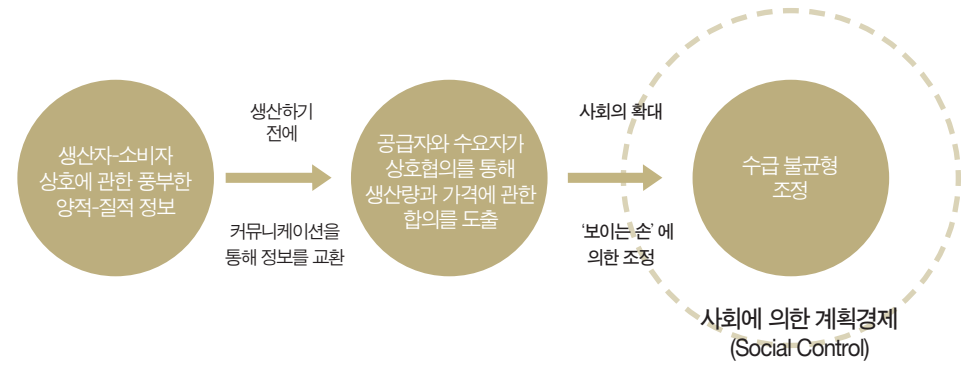 생산자-소비자
상호에 관한 풍부한
양적-질적 정보
생산하기
전에
커뮤니케이션을
통해 정보를 교환
공급자와 수요자가
상호협의를 통해
생산량과 가격에 관한
합의를 도출
사회의 확대
‘보이는 손’ 에
의한 조정
수급 불균형
조정
사회에 의한 계획경제
(Social Control)